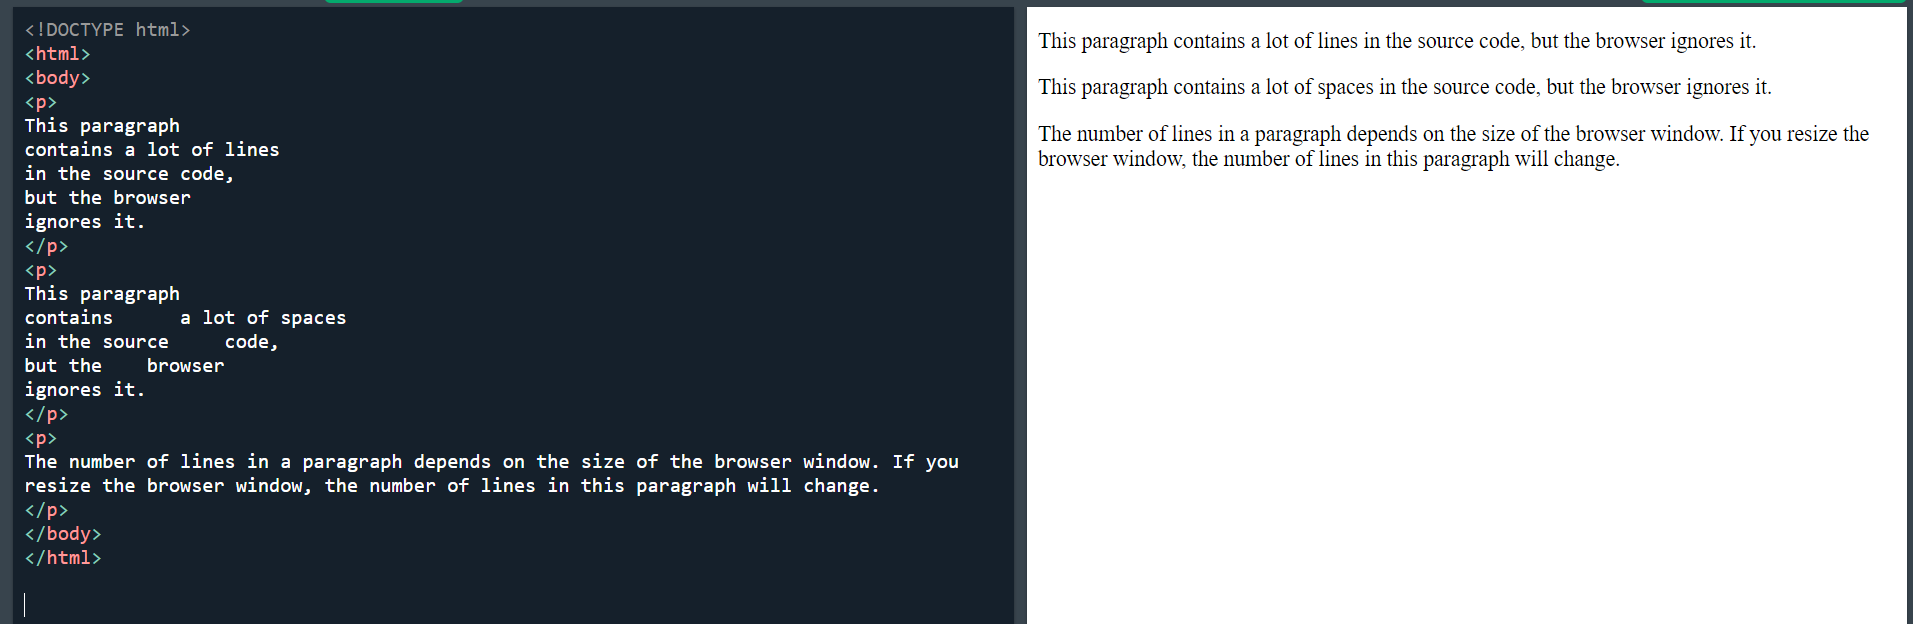 <!DOCTYPE html>
<html>
<body>
<p>
This paragraph
contains a lot of lines
in the source code,
but the browser
ignores it.
</p>
<p>
This paragraph
contains      a lot of spaces
in the source     code,
but the    browser
ignores it.
</p>
<p>
The number of lines in a paragraph depends on the size of the browser window. If you
resize the browser window, the number of lines in this paragraph will change.
</p>
</body>
</html>
This paragraph contains a lot of lines in the source code, but the browser ignores it.
This paragraph contains a lot of spaces in the source code, but the browser ignores it.
The number of lines in a paragraph depends on the size of the browser window. If you resize the
browser window, the number of lines in this paragraph will change.